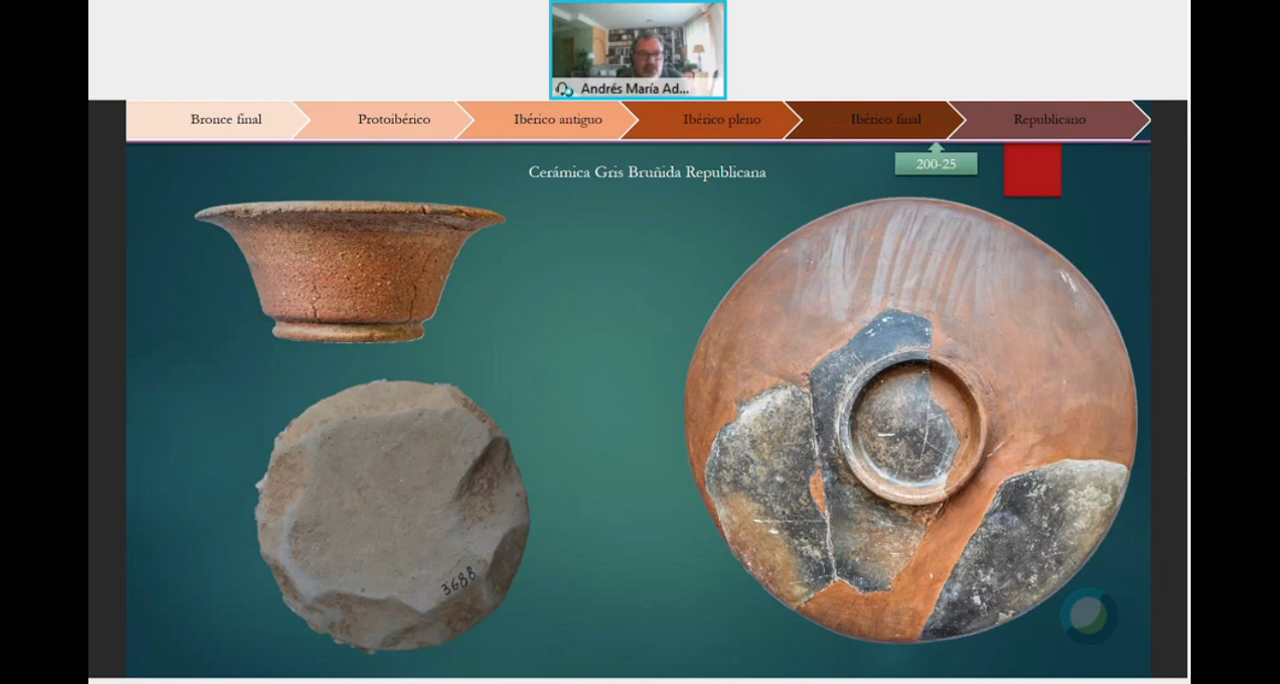 Andrés María Ad...
Bronce final
Protoibérico
Ibérico antiguo
Ibérico pleno
Ibérico final
Republicano
200-25
Cerámica Gris Bruñida Republicana
3688